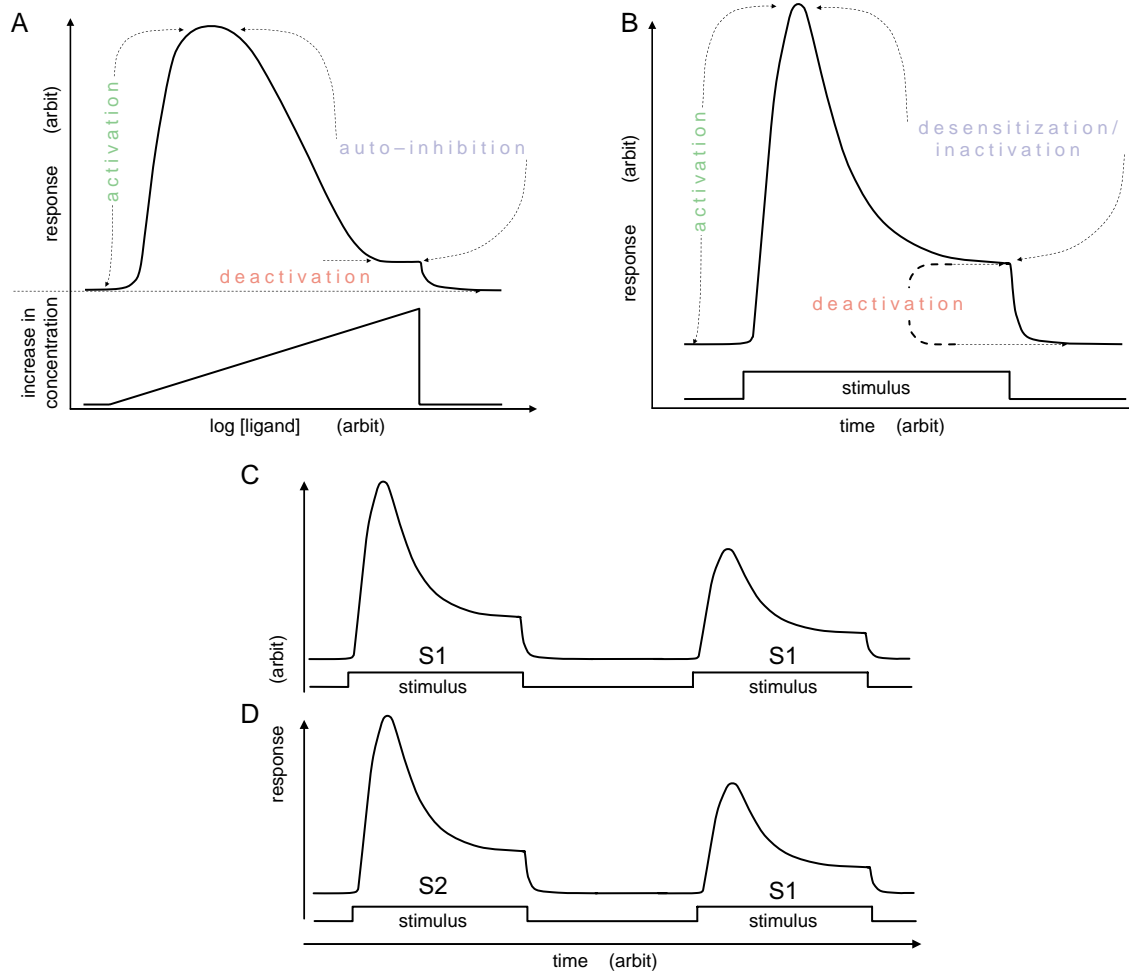 A
response (arbit)
activation
auto–inhibition
deactivation
increase in
concentration
log [ligand] (arbit)
B
response (arbit)
activation
desensitization/
inactivation
deactivation
stimulus
time (arbit)
C
S1
S1
stimulus
stimulus
D
response (arbit)
S2
S1
stimulus
stimulus
time (arbit)